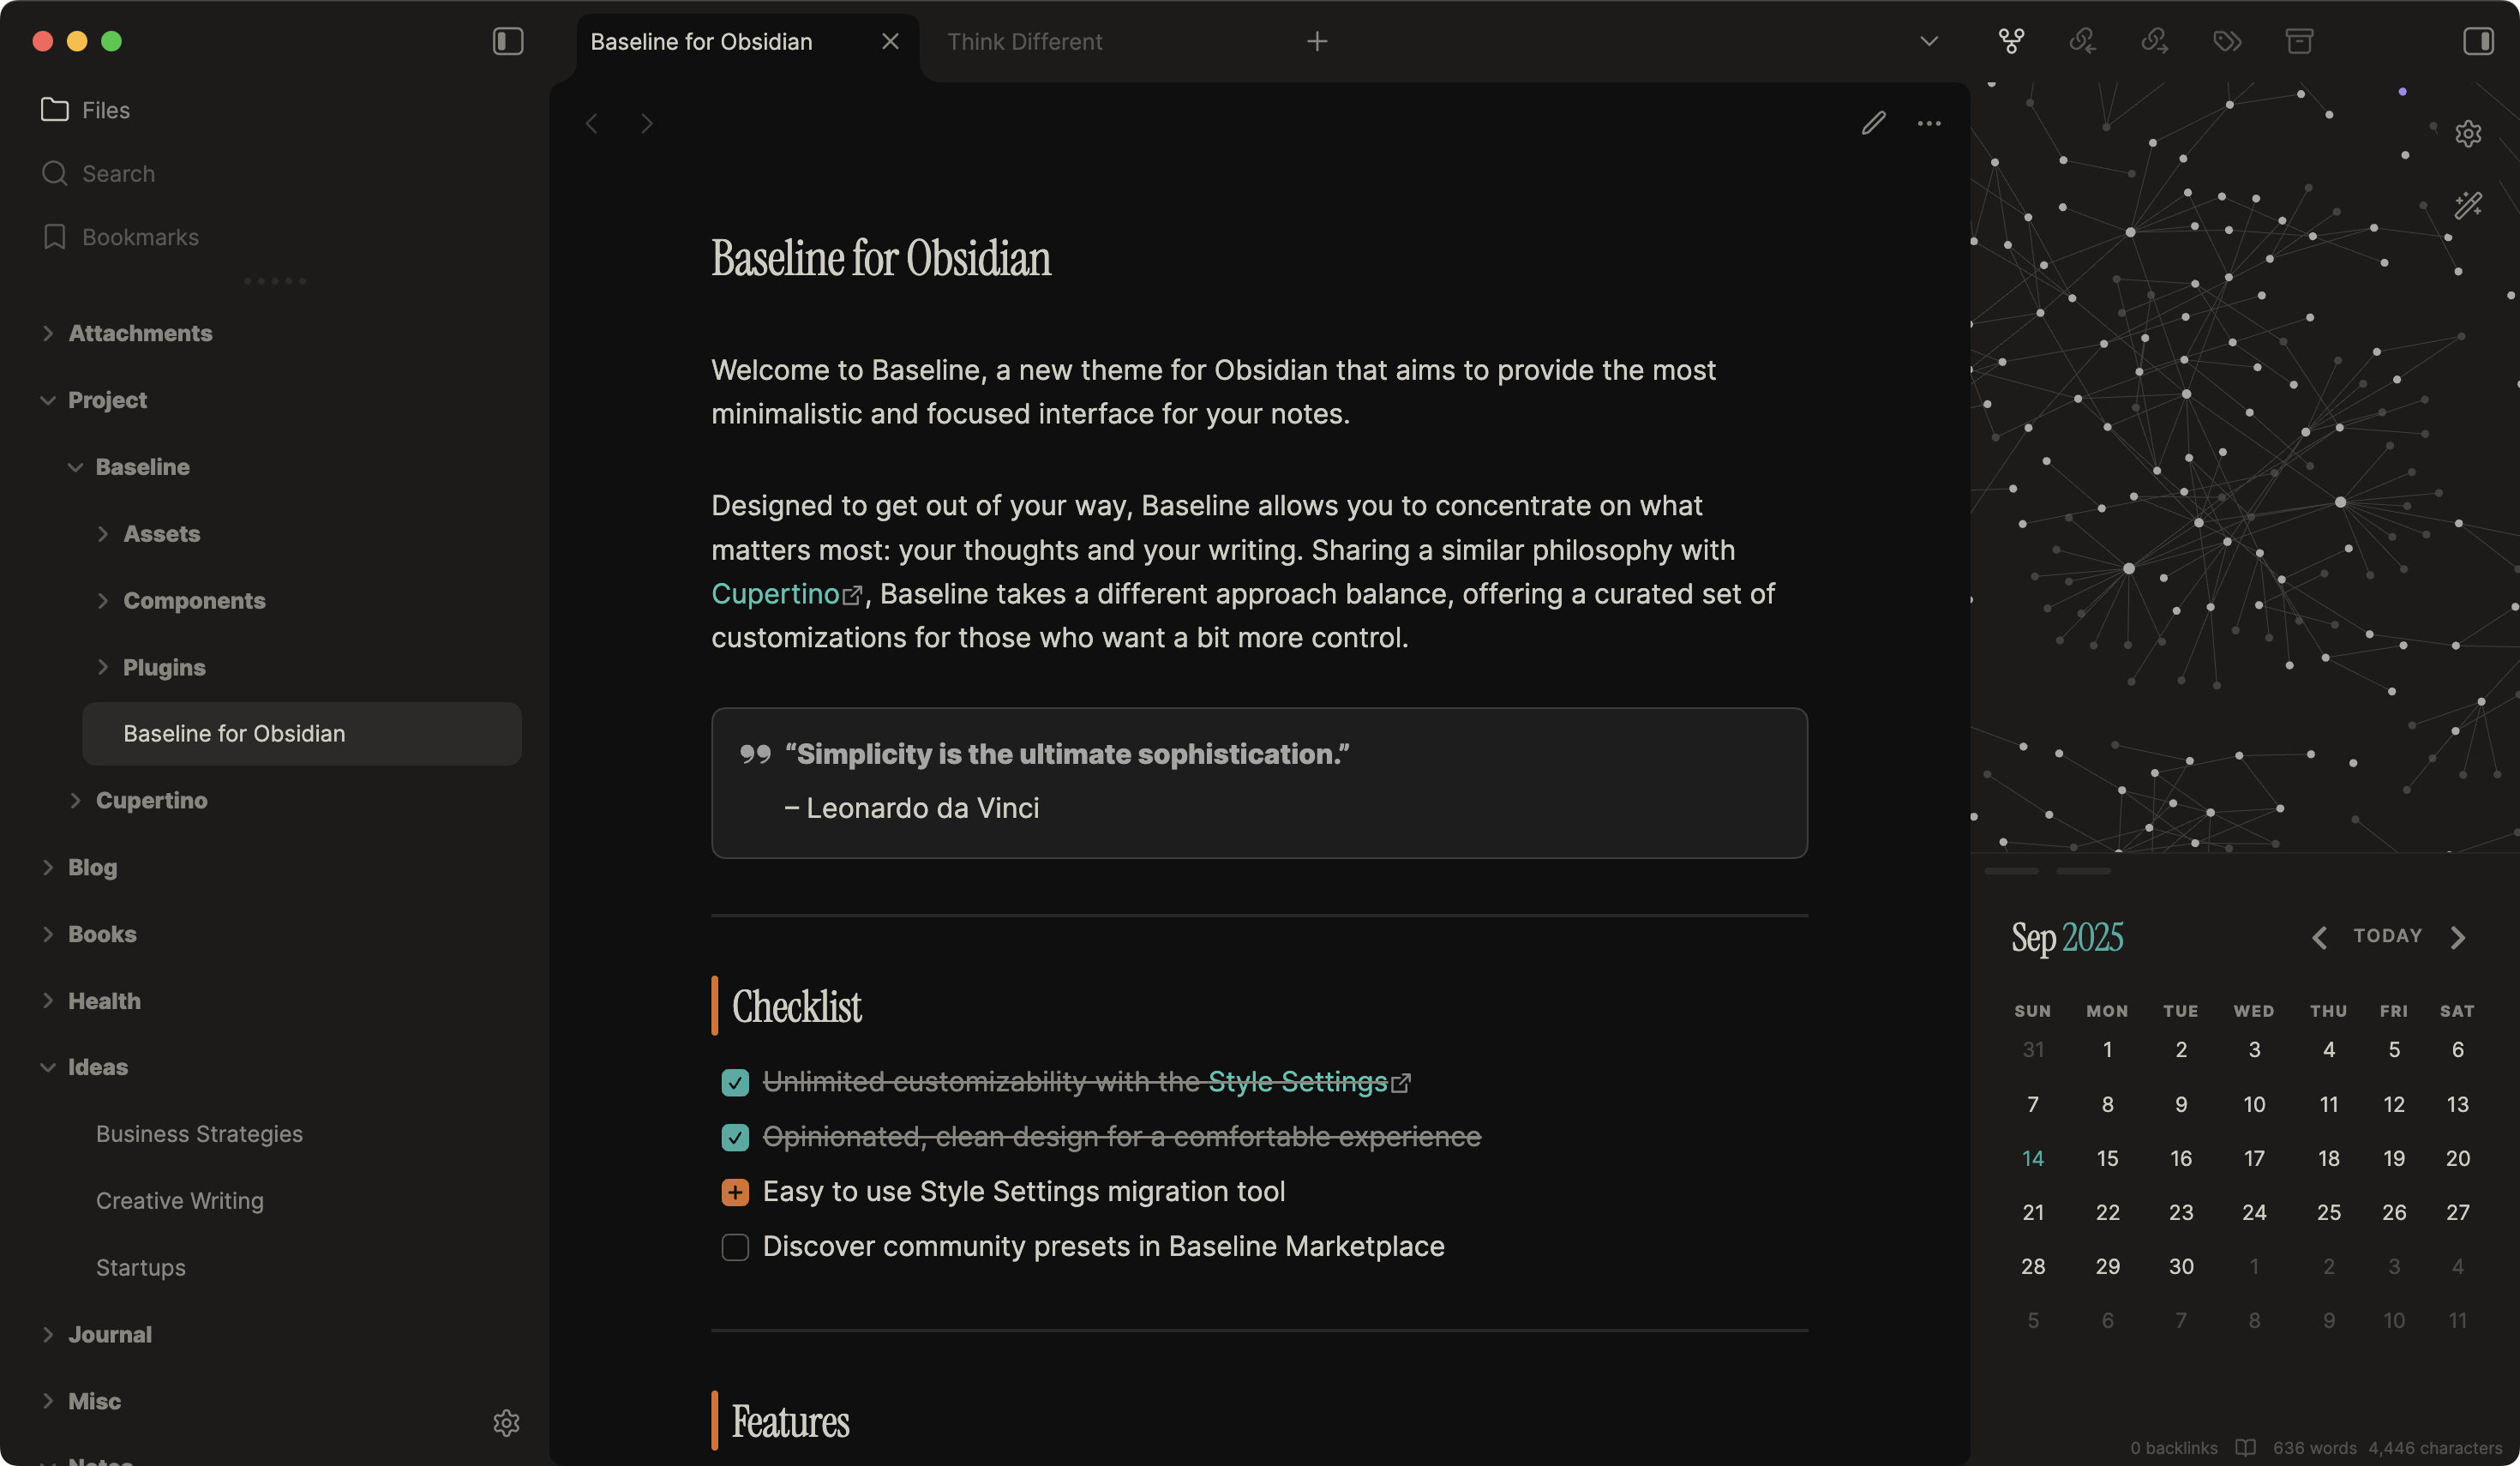 Baseline for Obsidian
Think Different
Files
Search
Bookmarks
Attachments
Project
Baseline
Assets
Components
Plugins
Baseline for Obsidian
Cupertino
Blog
Books
Health
Ideas
Business Strategies
Creative Writing
Startups
Journal
Misc
Notes
Baseline for Obsidian
Welcome to Baseline, a new theme for Obsidian that aims to provide the most
minimalistic and focused interface for your notes.
Designed to get out of your way, Baseline allows you to concentrate on what
matters most: your thoughts and your writing. Sharing a similar philosophy with
Cupertino, Baseline takes a different approach balance, offering a curated set of
customizations for those who want a bit more control.
“Simplicity is the ultimate sophistication.”
– Leonardo da Vinci
Checklist
Unlimited customizability with the Style Settings
Opinionated, clean design for a comfortable experience
Easy to use Style Settings migration tool
Discover community presets in Baseline Marketplace
Features
Sep 2025
TODAY
SUN MON TUE WED THU FRI SAT
31 1 2 3 4 5 6
7 8 9 10 11 12 13
14 15 16 17 18 19 20
21 22 23 24 25 26 27
28 29 30 1 2 3 4
5 6 7 8 9 10 11
0 backlinks 636 words 4,446 characters